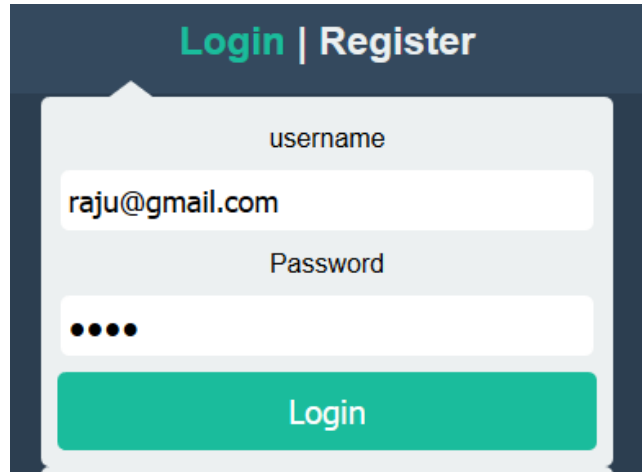 Login | Register
username
raju@gmail.com
Password
••••
Login